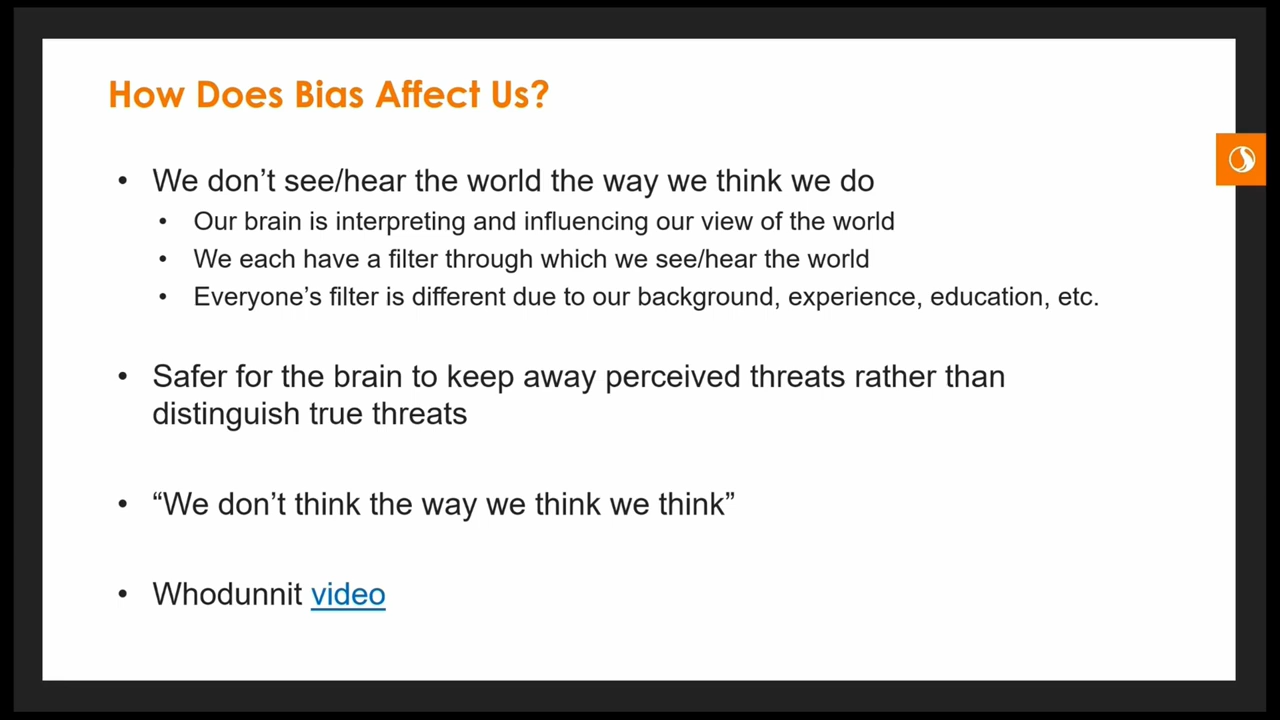 How Does Bias Affect Us?
• We don’t see/hear the world the way we think we do
• Our brain is interpreting and influencing our view of the world
• We each have a filter through which we see/hear the world
• Everyone’s filter is different due to our background, experience, education, etc.
• Safer for the brain to keep away perceived threats rather than
distinguish true threats
• “We don’t think the way we think we think”
• Whodunnit video